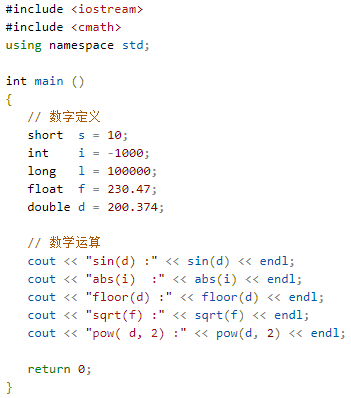 #include <iostream>
#include <cmath>
using namespace std;

int main ()
{
   // 数字定义
   short  s = 10;
   int    i = -1000;
   long   l = 100000;
   float  f = 230.47;
   double d = 200.374;

   // 数学运算
   cout << "sin(d) :" << sin(d) << endl;
   cout << "abs(i)  :" << abs(i) << endl;
   cout << "floor(d) :" << floor(d) << endl;
   cout << "sqrt(f) :" << sqrt(f) << endl;
   cout << "pow( d, 2) :" << pow(d, 2) << endl;

   return 0;
}